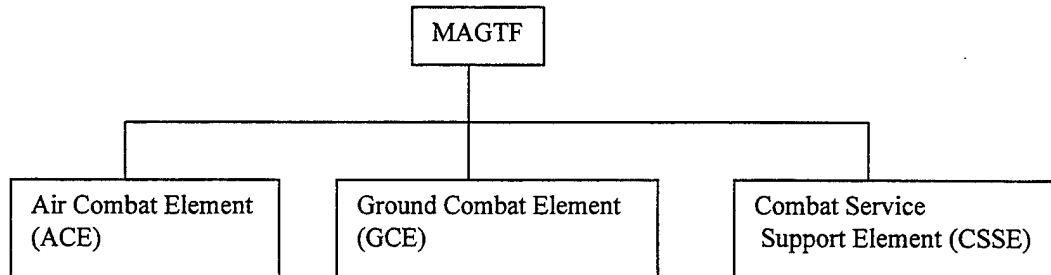 MAGTF
Air Combat Element
(ACE)
Ground Combat Element
(GCE)
Combat Service
Support Element (CSSE)